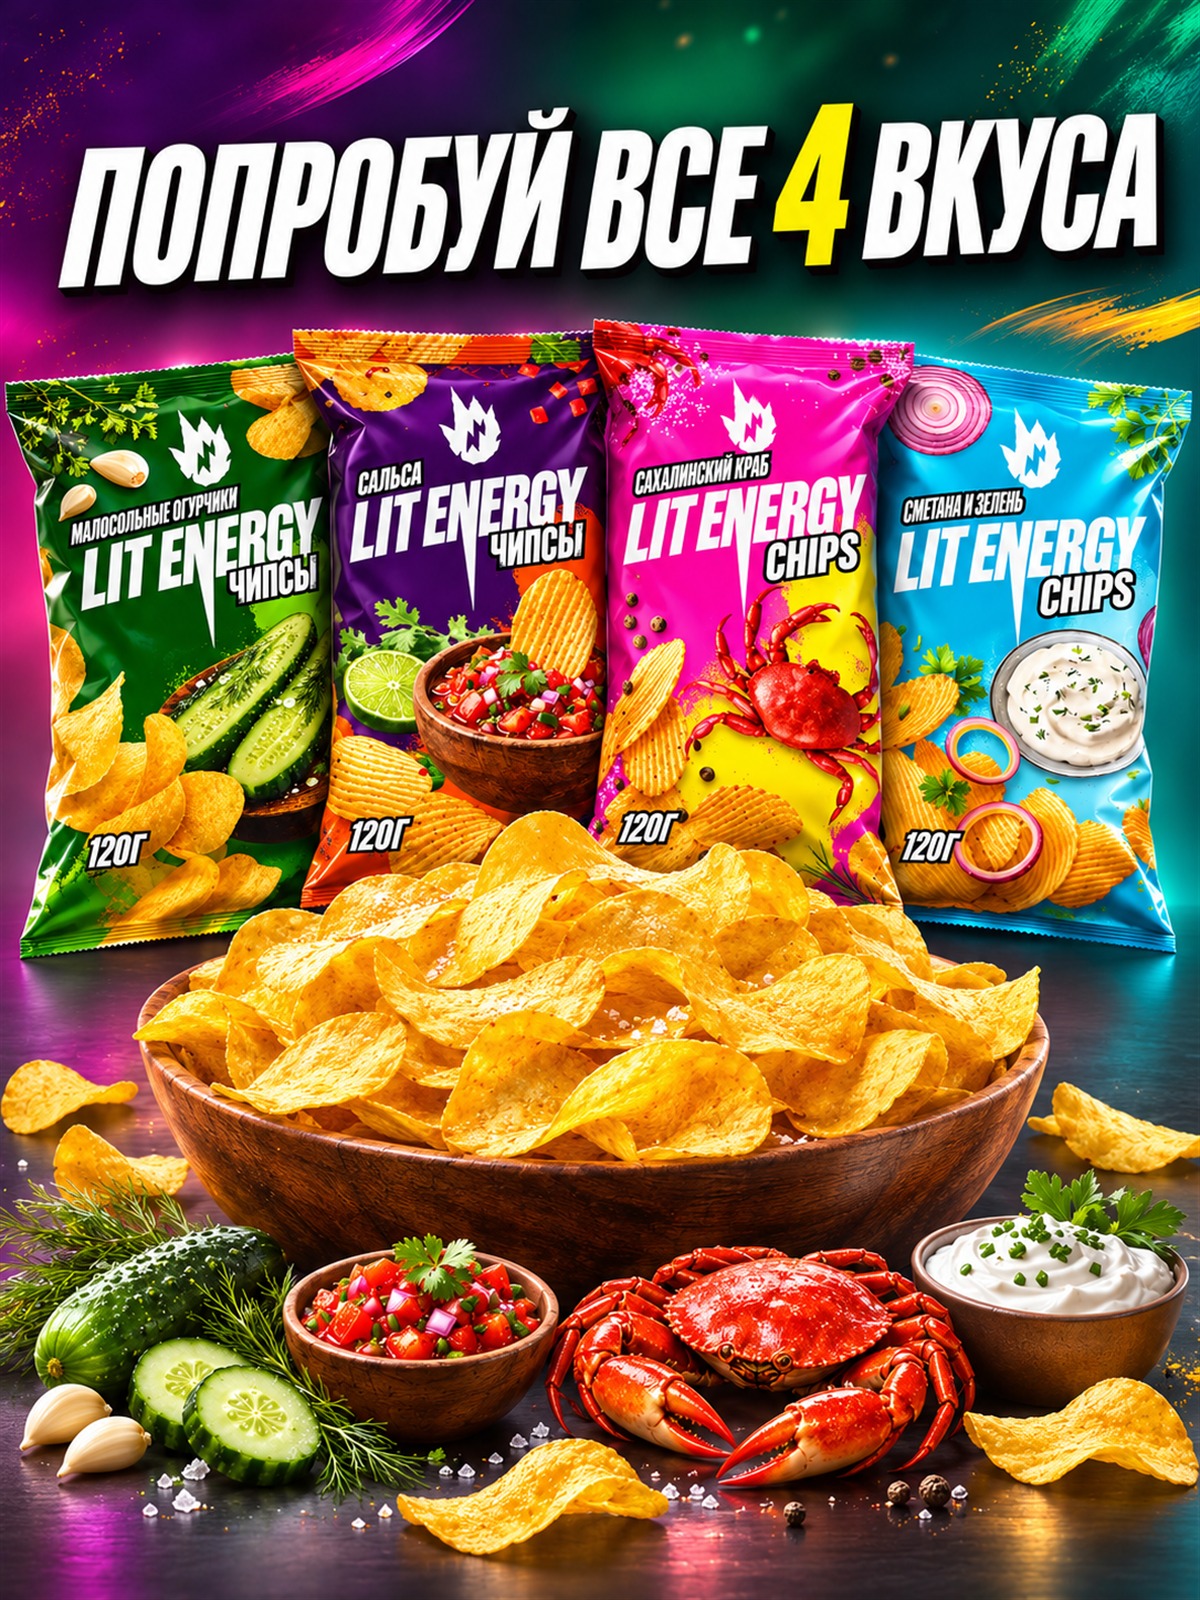 ПОПРОБУЙ ВСЕ 4 ВКУСА
МАЛОСОЛЬНЫЕ ОГУРЧИКИ
LIT ENERGY
ЧИПСЫ
120Г
САЛЬСА
LIT ENERGY
ЧИПСЫ
120Г
САХАЛИНСКИЙ КРАБ
LIT ENERGY
CHIPS
120Г
СМЕТАНА И ЗЕЛЕНЬ
LIT ENERGY
CHIPS
120Г